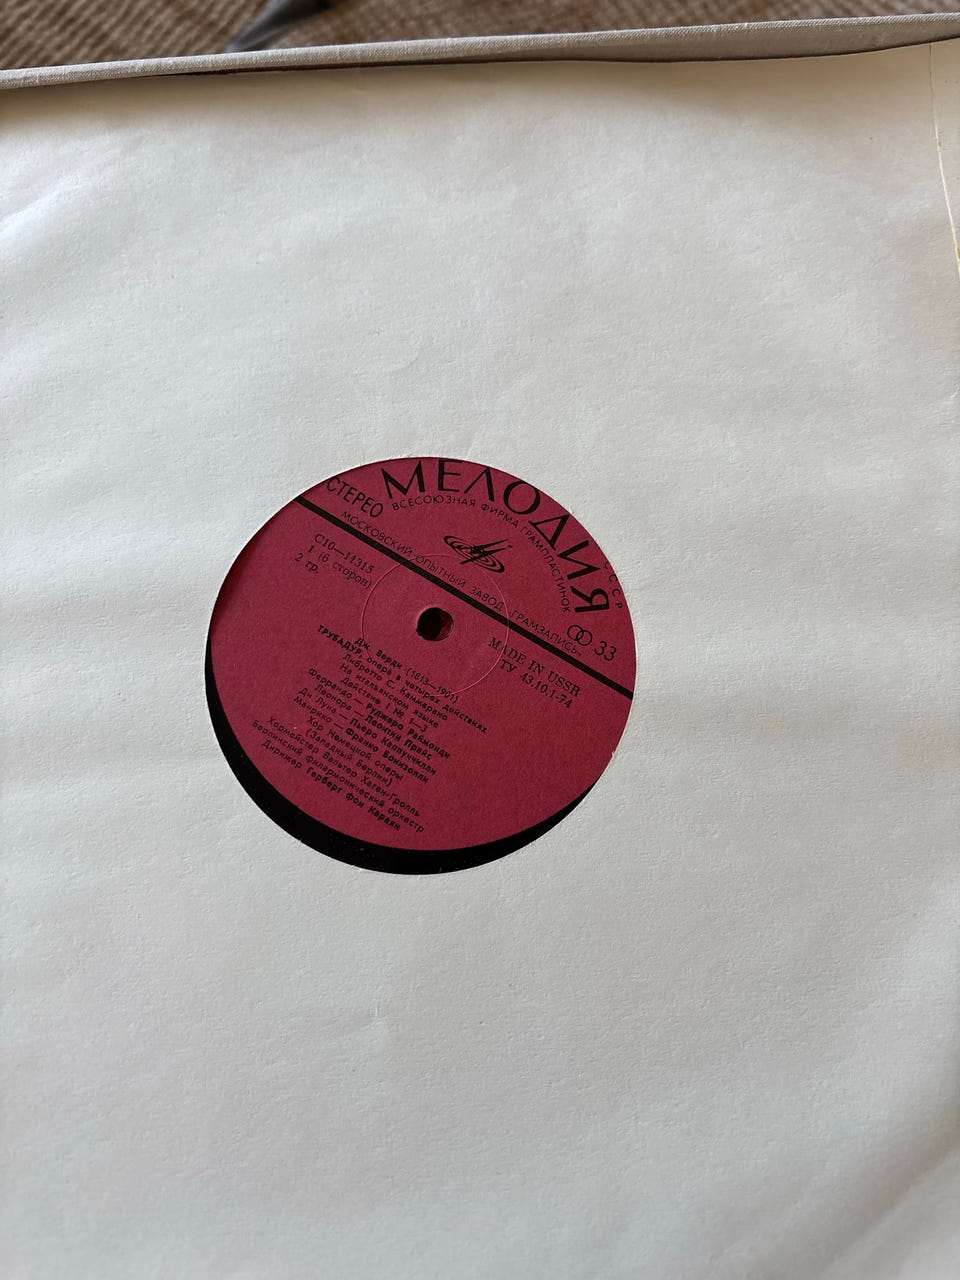 МЕЛОДИЯ
СССР
ВСЕСОЮЗНАЯ ФИРМА ГРАМПЛАСТИНОК
СТЕРЕО
МОСКОВСКИЙ ОПЫТНЫЙ ЗАВОД «ГРАМЗАПИСЬ»
33
С10—11315
1 (6 сторон)
2 гр.
MADE IN USSR
ТУ 43.10.1-74
Дж. Верди (1813—1901)
ТРУБАДУР, опера в четырех действиях
Либретто С. Каммарано
На итальянском языке
Действие I № 1—3
Феррандо — Руджеро Раймонди
Леонора — Леонтин Прайс
Ди Луна — Пьеро Каппуччилли
Манрико — Франко Бонизолли
Хор Немецкой оперы
(Западный Берлин)
Хормейстер Вальтер Хаген-Гролль
Берлинский филармонический оркестр
Дирижер Герберт фон Караян